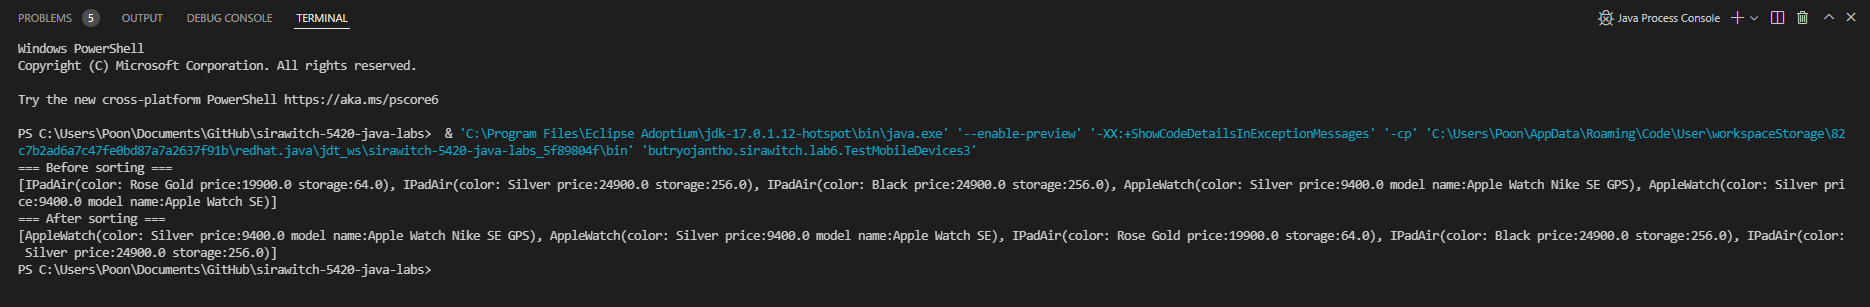 PROBLEMS 5 OUTPUT DEBUG CONSOLE TERMINAL Java Process Console
Windows PowerShell
Copyright (C) Microsoft Corporation. All rights reserved.
Try the new cross-platform PowerShell https://aka.ms/pscore6
PS C:\Users\Poon\Documents\GitHub\sirawitch-5420-java-labs>  & 'C:\Program Files\Eclipse Adoptium\jdk-17.0.1.12-hotspot\bin\java.exe' '--enable-preview' '-XX:+ShowCodeDetailsInExceptionMessages' '-cp' 'C:\Users\Poon\AppData\Roaming\Code\User\workspaceStorage\82
c7b2ad6a7c47fe0bd87a7a2637f91b\redhat.java\jdt_ws\sirawitch-5420-java-labs_5f89804f\bin' 'butryojantho.sirawitch.lab6.TestMobileDevices3'
=== Before sorting ===
[IPadAir(color: Rose Gold price:19900.0 storage:64.0), IPadAir(color: Silver price:24900.0 storage:256.0), IPadAir(color: Black price:24900.0 storage:256.0), AppleWatch(color: Silver price:9400.0 model name:Apple Watch Nike SE GPS), AppleWatch(color: Silver pri
ce:9400.0 model name:Apple Watch SE)]
=== After sorting ===
[AppleWatch(color: Silver price:9400.0 model name:Apple Watch Nike SE GPS), AppleWatch(color: Silver price:9400.0 model name:Apple Watch SE), IPadAir(color: Rose Gold price:19900.0 storage:64.0), IPadAir(color: Black price:24900.0 storage:256.0), IPadAir(color:
 Silver price:24900.0 storage:256.0)]
PS C:\Users\Poon\Documents\GitHub\sirawitch-5420-java-labs>